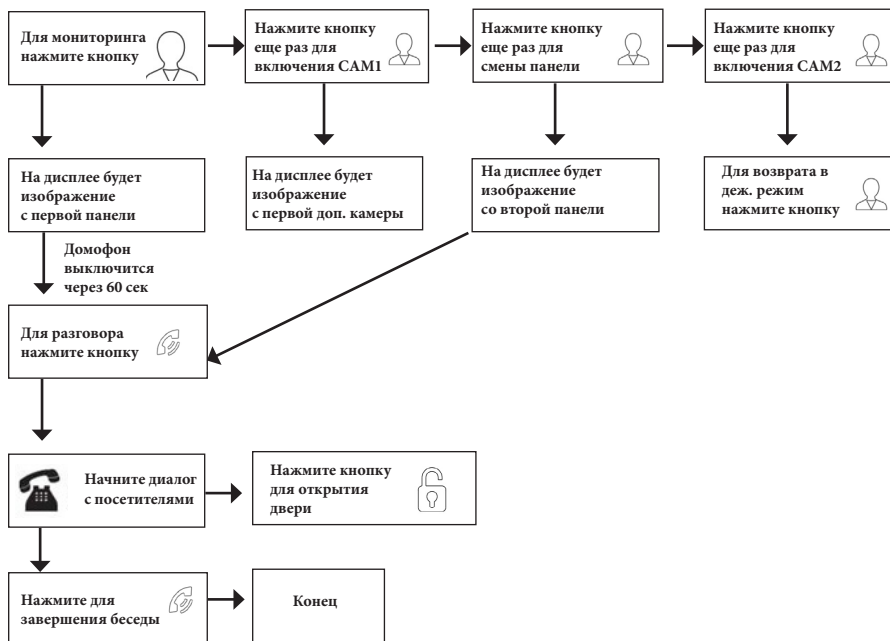 Для мониторинга
нажмите кнопку
Нажмите кнопку
еще раз для
включения CAM1
Нажмите кнопку
еще раз для
смены панели
Нажмите кнопку
еще раз для
включения CAM2
На дисплее будет
изображение
с первой панели
На дисплее будет
изображение
с первой доп. камеры
На дисплее будет
изображение
со второй панели
Для возврата в
деж. режим
нажмите кнопку
Домофон
выключится
через 60 сек
Для разговора
нажмите кнопку
Начните диалог
с посетителями
Нажмите кнопку
для открытия
двери
Нажмите для
завершения беседы
Конец